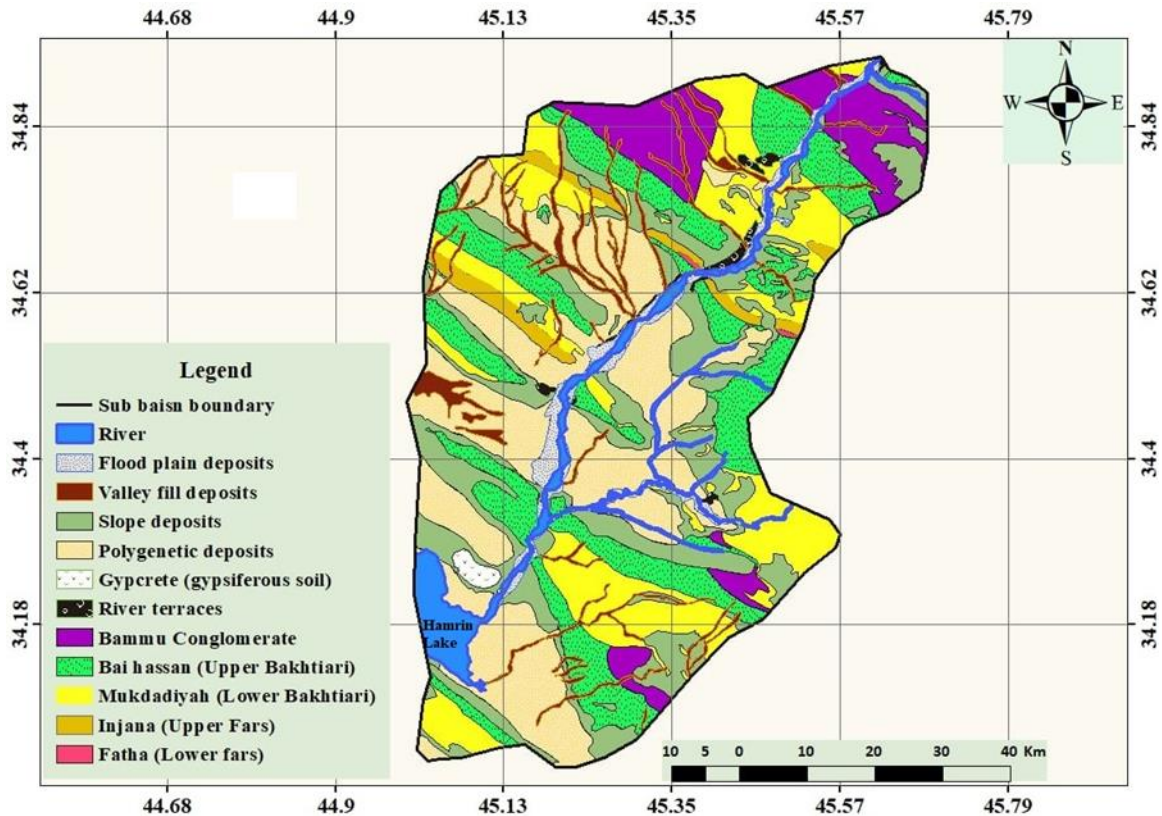 44.68 44.9 45.13 45.35 45.57 45.79
N
W E
S
34.84 34.84
34.62 34.62
34.4 34.4
34.18 34.18
Legend
Sub baisn boundary
River
Flood plain deposits
Valley fill deposits
Slope deposits
Polygenetic deposits
Gypcrete (gypsiferous soil)
River terraces
Bammu Conglomerate
Bai hassan (Upper Bakhtiari)
Mukdadiyah (Lower Bakhtiari)
Injana (Upper Fars)
Fatha (Lower fars)
Hamrin
Lake
10 5 0 10 20 30 40 Km
44.68 44.9 45.13 45.35 45.57 45.79